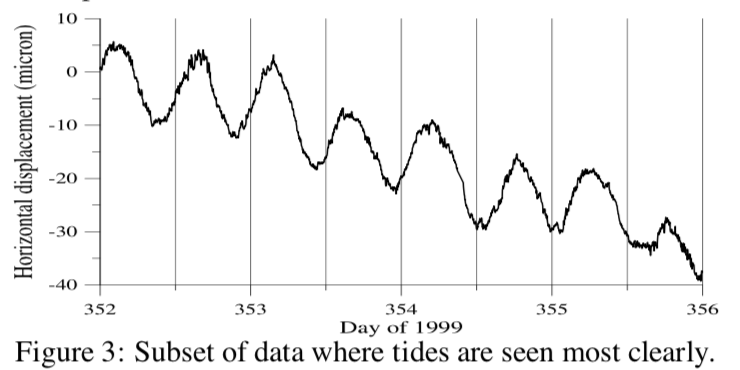 10
0
-10
-20
-30
-40
Horizontal displacement (micron)
352 353 354 355 356
Day of 1999
Figure 3: Subset of data where tides are seen most clearly.